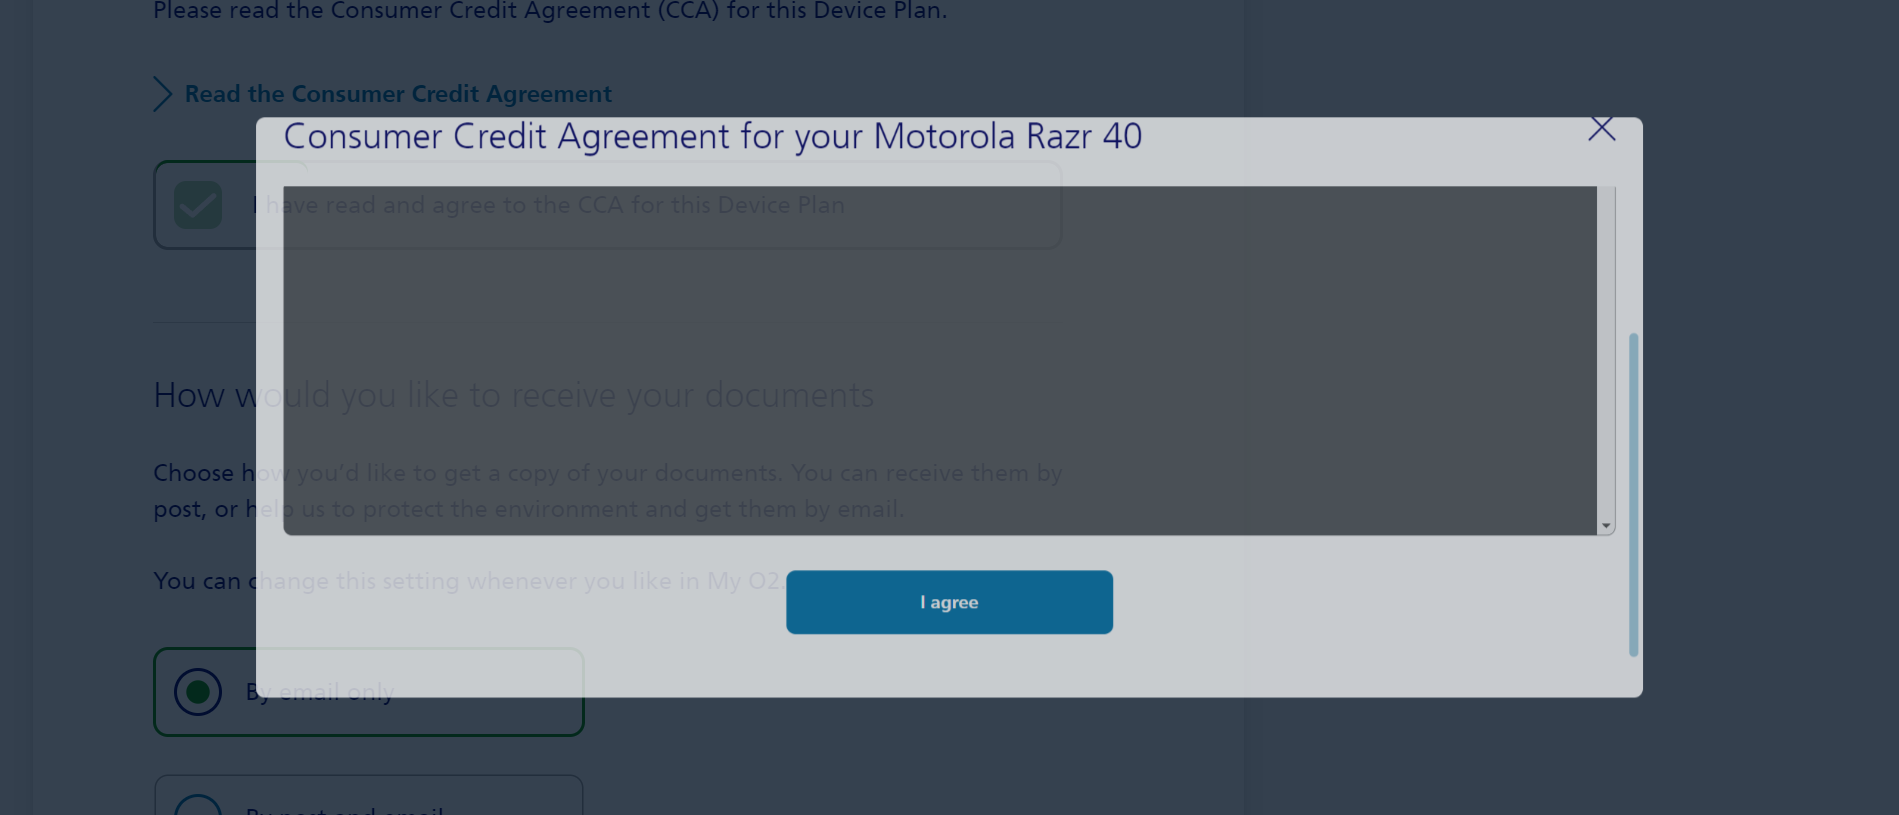 Please read the Consumer Credit Agreement (CCA) for this Device Plan.
Read the Consumer Credit Agreement
Consumer Credit Agreement for your Motorola Razr 40
I have read and agree to the CCA for this Device Plan
How would you like to receive your documents
Choose how you’d like to get a copy of your documents. You can receive them by
post, or help us to protect the environment and get them by email.
You can change this setting whenever you like in My O2.
I agree
By email only
By post and email